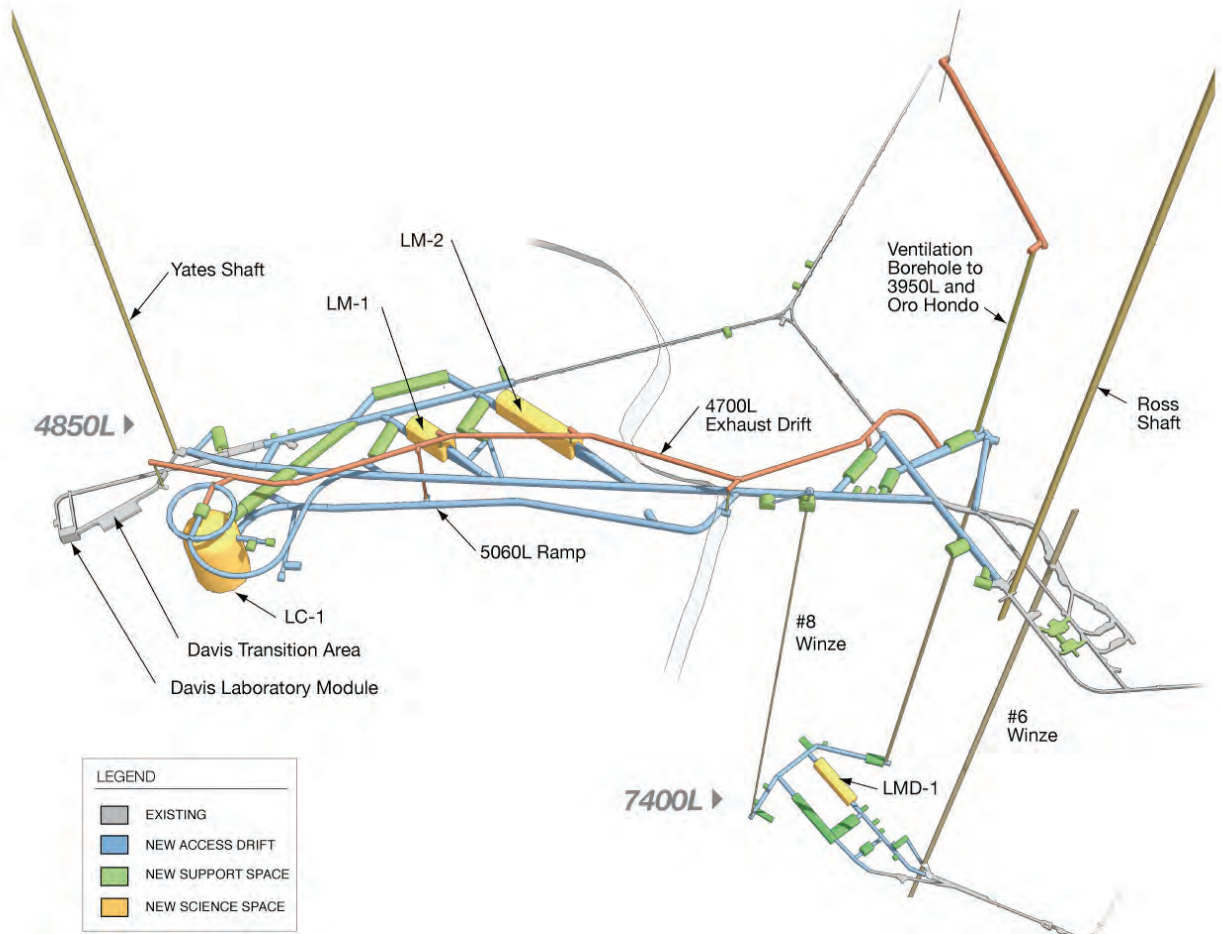 Yates Shaft
LM-1
LM-2
Ventilation
Borehole to
3950L and
Oro Hondo
Ross
Shaft
4850L
4700L
Exhaust Drift
5060L Ramp
LC-1
Davis Transition Area
Davis Laboratory Module
#8
Winze
#6
Winze
7400L
LMD-1
LEGEND
EXISTING
NEW ACCESS DRIFT
NEW SUPPORT SPACE
NEW SCIENCE SPACE